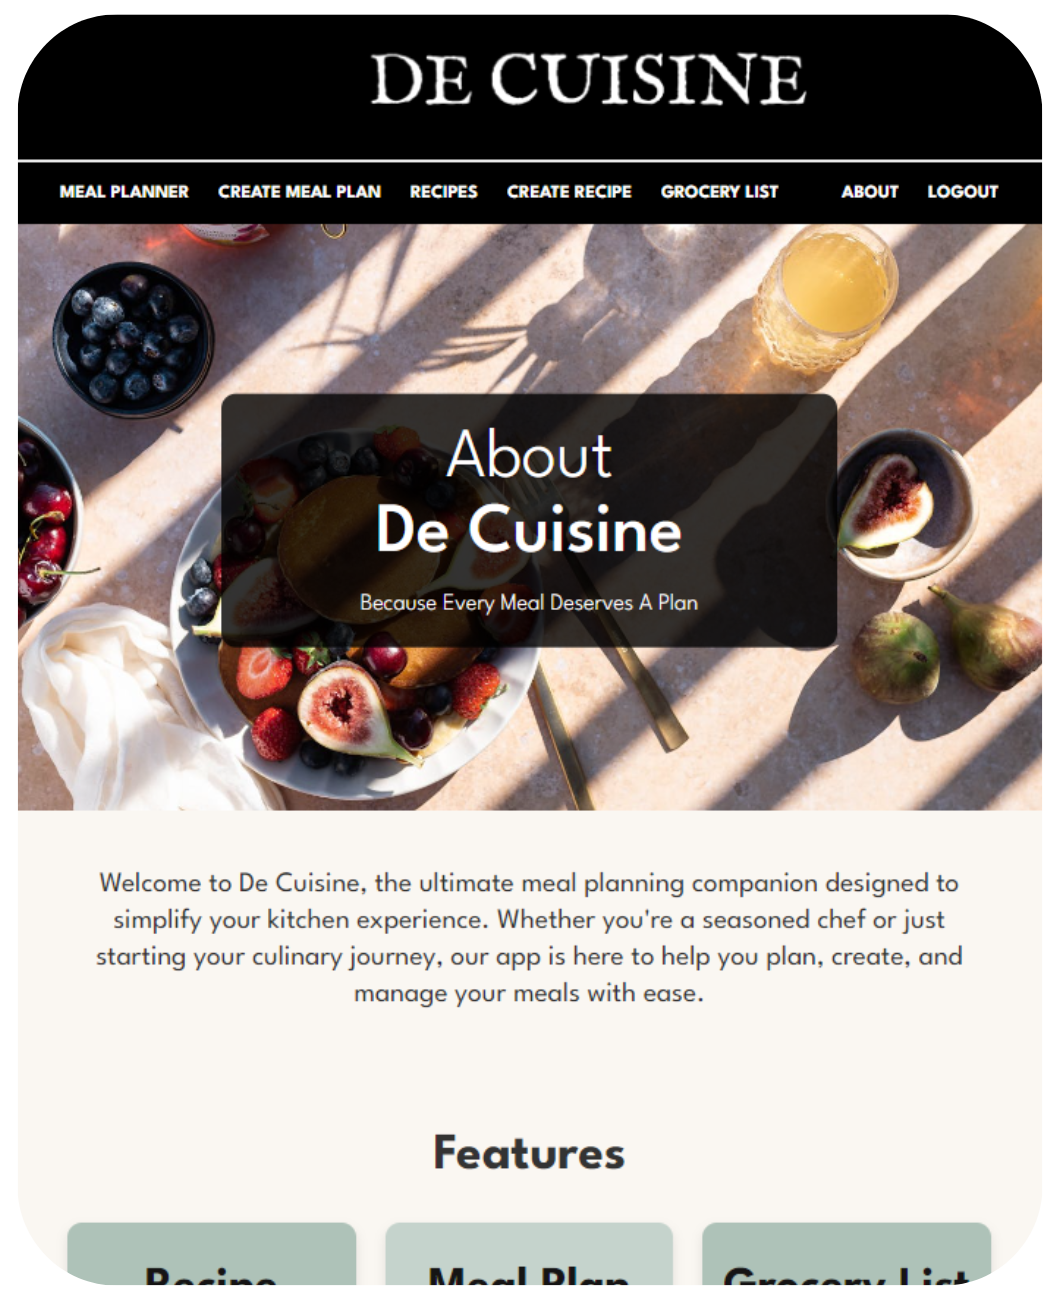 DE CUISINE
MEAL PLANNER CREATE MEAL PLAN RECIPES CREATE RECIPE GROCERY LIST ABOUT LOGOUT
About
De Cuisine
Because Every Meal Deserves A Plan
Welcome to De Cuisine, the ultimate meal planning companion designed to
simplify your kitchen experience. Whether you're a seasoned chef or just
starting your culinary journey, our app is here to help you plan, create, and
manage your meals with ease.
Features
Recipe Meal Plan Grocery List